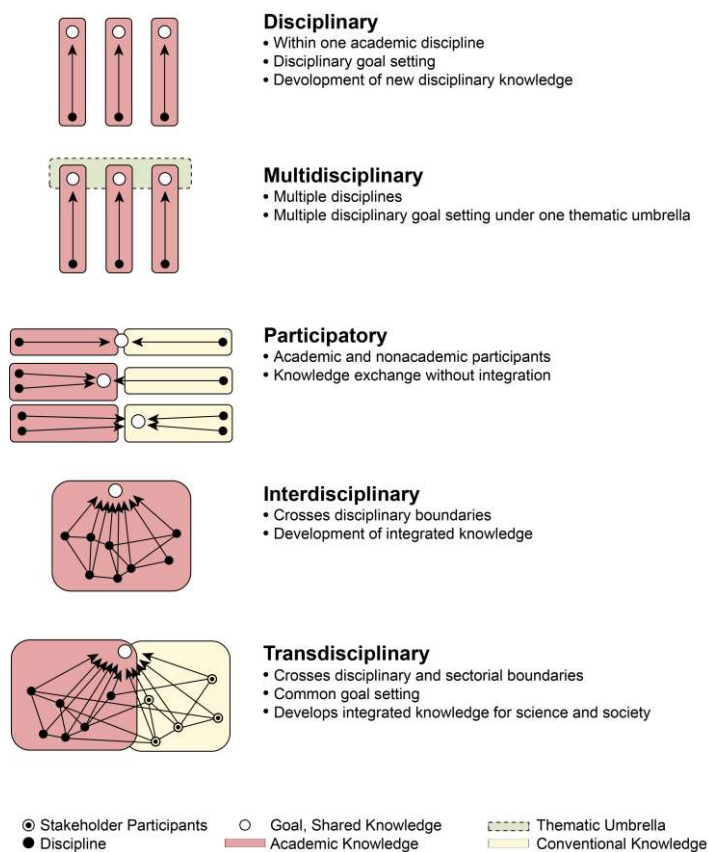 Disciplinary
• Within one academic discipline
• Disciplinary goal setting
• Devolopment of new disciplinary knowledge
Multidisciplinary
• Multiple disciplines
• Multiple disciplinary goal setting under one thematic umbrella
Participatory
• Academic and nonacademic participants
• Knowledge exchange without integration
Interdisciplinary
• Crosses disciplinary boundaries
• Development of integrated knowledge
Transdisciplinary
• Crosses disciplinary and sectorial boundaries
• Common goal setting
• Develops integrated knowledge for science and society
Stakeholder Participants Goal, Shared Knowledge Thematic Umbrella
Discipline Academic Knowledge Conventional Knowledge